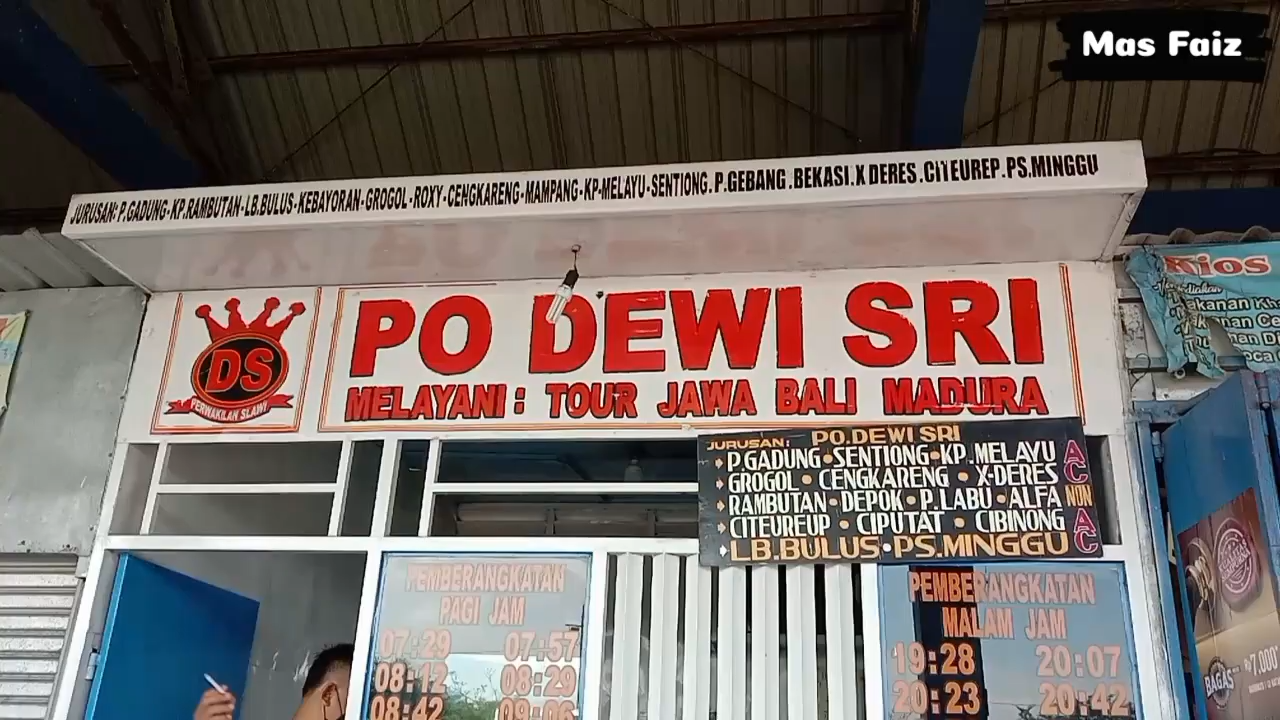 Mas Faiz
JURUSAN: P.GADUNG-KP.RAMBUTAN-LB.BULUS-KEBAYORAN-GROGOL-ROXY-CENGKARENG-MAMPANG-KP-MELAYU-SENTIONG.P.GEBANG.BEKASI.X DERES.CITEUREP.PS.MINGGU
DS
PERWAKILAN SLAWI
PO DEWI SRI
MELAYANI: TOUR JAWA BALI MADURA
JURUSAN: PO.DEWI SRI
P.GADUNG•SENTIONG•KP.MELAYU AC
GROGOL•CENGKARENG•X•DERES
RAMBUTAN•DEPOK•P.LABU•ALFA NON
CITEUREUP•CIPUTAT•CIBINONG AC
LB.BULUS•PS.MINGGU
PEMBERANGKATAN
PAGI JAM
07:29 07:57
08:12 08:29
08:42 09:06
PEMBERANGKATAN
MALAM JAM
19:28 20:07
20:23 20:42
Kios
BAGAS
7,000